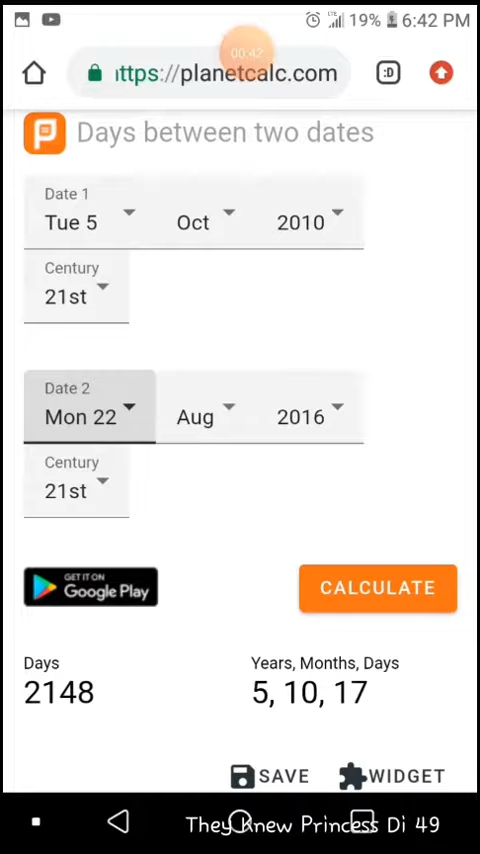 19% 6:42 PM
00:42
ttps://planetcalc.com
:D
P Days between two dates
Date 1
Tue 5 Oct 2010
Century
21st
Date 2
Mon 22 Aug 2016
Century
21st
GET IT ON
Google Play
CALCULATE
Days Years, Months, Days
2148 5, 10, 17
SAVE WIDGET
They Knew Princess Di 49